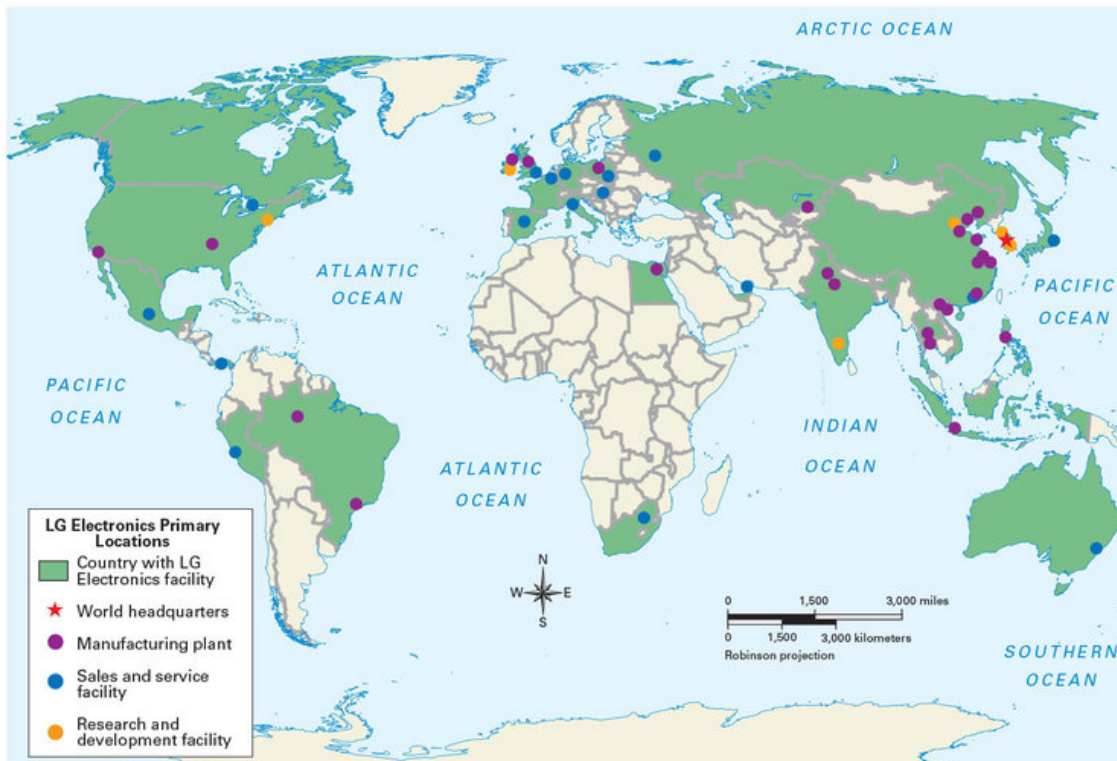 ARCTIC OCEAN
ATLANTIC
OCEAN
PACIFIC
OCEAN
PACIFIC
OCEAN
ATLANTIC
OCEAN
INDIAN
OCEAN
SOUTHERN
OCEAN
LG Electronics Primary
Locations
Country with LG
Electronics facility
World headquarters
Manufacturing plant
Sales and service
facility
Research and
development facility
N
W E
S
0 1,500 3,000 miles
0 1,500 3,000 kilometers
Robinson projection